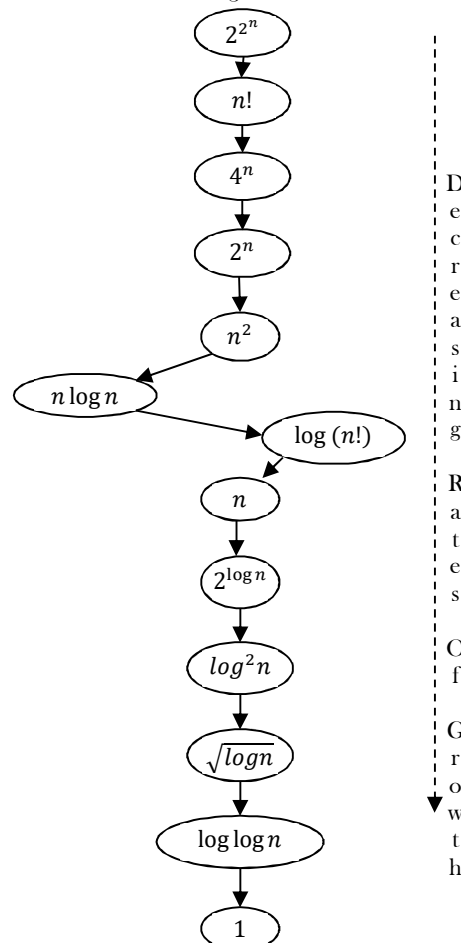 2^{2^n}
n!
4^n
2^n
n^2
n log n
log (n!)
n
2^{log n}
log^2 n
\sqrt{logn}
log log n
1
Decreasing
Rates
Of
Growth